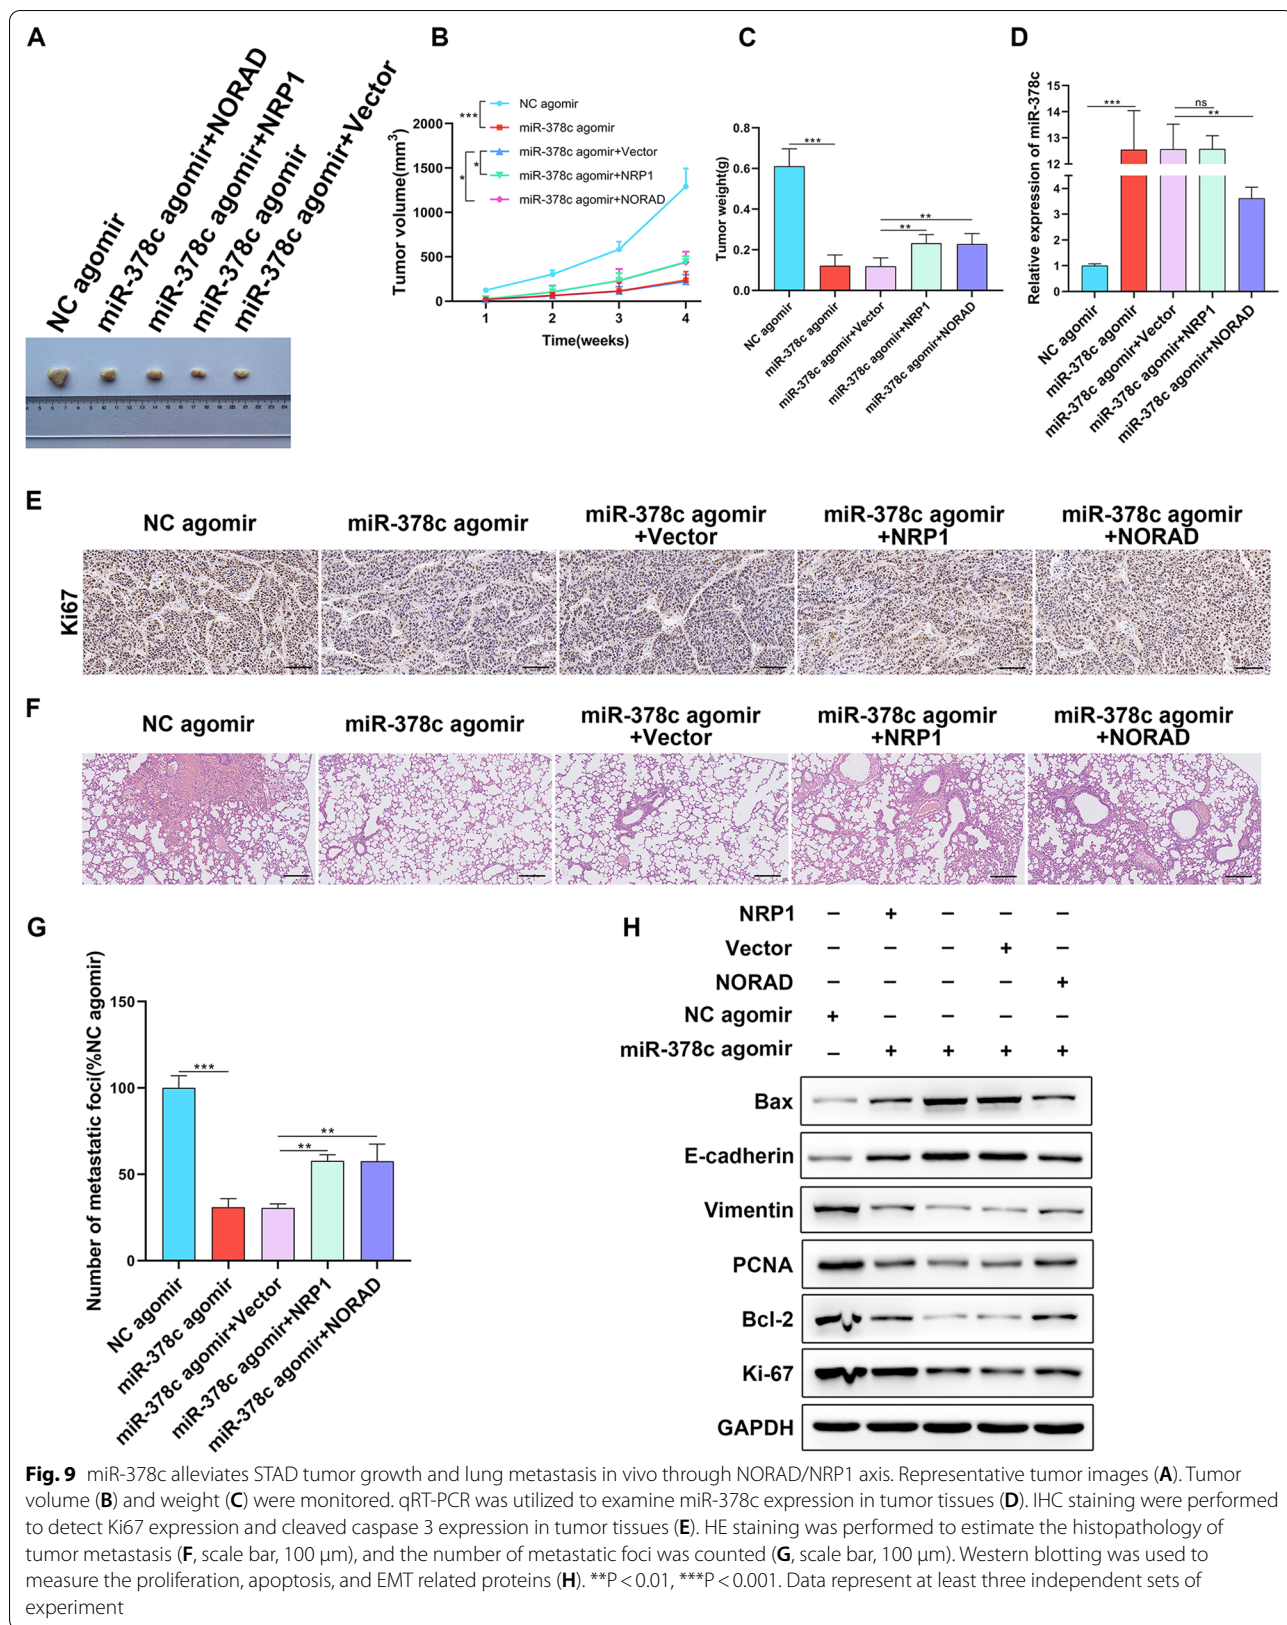 A
NC agomir
miR-378c agomir+NORAD
miR-378c agomir+NRP1
miR-378c agomir
miR-378c agomir+Vector
B
Tumor volume(mm3)
2000
1500
1000
500
0
1 2 3 4
Time(weeks)
NC agomir
miR-378c agomir
miR-378c agomir+Vector
miR-378c agomir+NRP1
miR-378c agomir+NORAD
***
*
*
C
Tumor weight(g)
0.8
0.6
0.4
0.2
0.0
***
**
**
NC agomir
miR-378c agomir
miR-378c agomir+Vector
miR-378c agomir+NRP1
miR-378c agomir+NORAD
D
Relative expression of miR-378c
15
14
13
12
6
4
2
0
***
ns
**
NC agomir
miR-378c agomir
miR-378c agomir+Vector
miR-378c agomir+NRP1
miR-378c agomir+NORAD
E
NC agomir
miR-378c agomir
miR-378c agomir
+Vector
miR-378c agomir
+NRP1
miR-378c agomir
+NORAD
Ki67
F
NC agomir
miR-378c agomir
miR-378c agomir
+Vector
miR-378c agomir
+NRP1
miR-378c agomir
+NORAD
G
Number of metastatic foci(%NC agomir)
150
100
50
0
***
**
**
NC agomir
miR-378c agomir
miR-378c agomir+Vector
miR-378c agomir+NRP1
miR-378c agomir+NORAD
H
NRP1 – + – – –
Vector – – – + –
NORAD – – – – +
NC agomir + – – – –
miR-378c agomir – + + + +
Bax
E-cadherin
Vimentin
PCNA
Bcl-2
Ki-67
GAPDH
Fig. 9 miR-378c alleviates STAD tumor growth and lung metastasis in vivo through NORAD/NRP1 axis. Representative tumor images (A). Tumor
volume (B) and weight (C) were monitored. qRT-PCR was utilized to examine miR-378c expression in tumor tissues (D). IHC staining were performed
to detect Ki67 expression and cleaved caspase 3 expression in tumor tissues (E). HE staining was performed to estimate the histopathology of
tumor metastasis (F, scale bar, 100 μm), and the number of metastatic foci was counted (G, scale bar, 100 μm). Western blotting was used to
measure the proliferation, apoptosis, and EMT related proteins (H). **P < 0.01, ***P < 0.001. Data represent at least three independent sets of
experiment